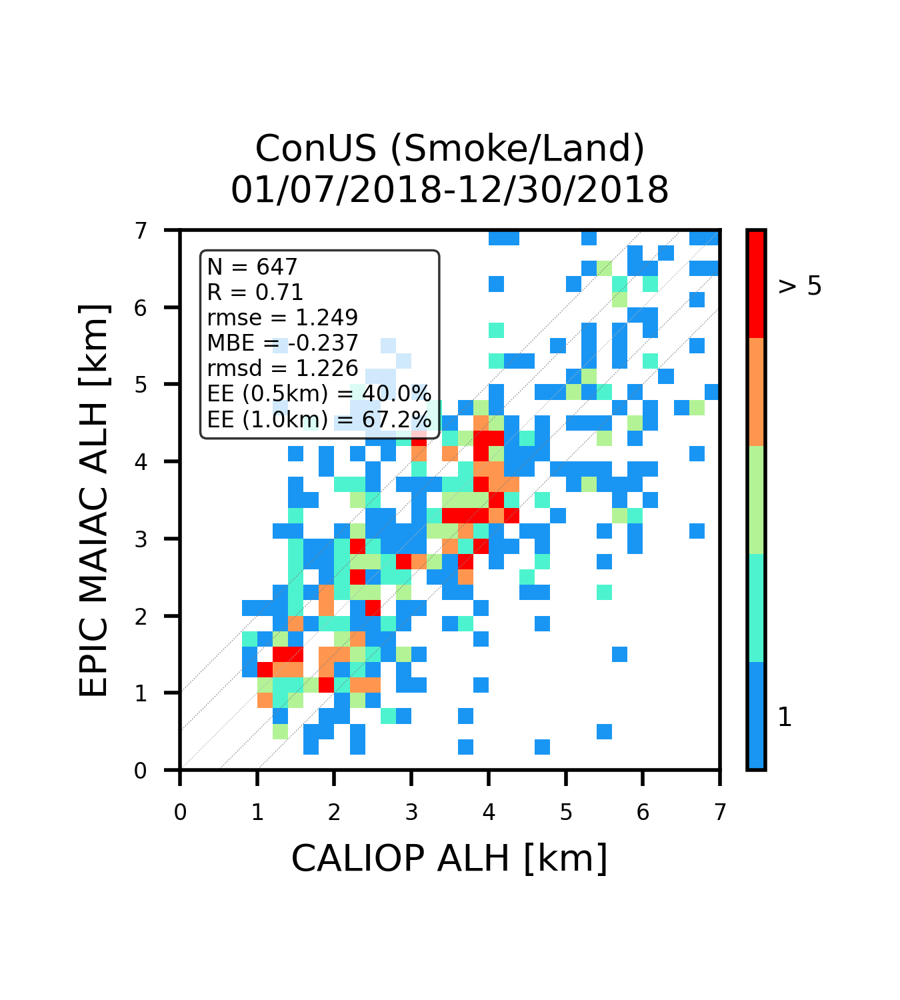 ConUS (Smoke/Land)
01/07/2018-12/30/2018
N = 647
R = 0.71
rmse = 1.249
MBE = -0.237
rmsd = 1.226
EE (0.5km) = 40.0%
EE (1.0km) = 67.2%
7
6
5
4
3
2
1
0
EPIC MAIAC ALH [km]
0 1 2 3 4 5 6 7
CALIOP ALH [km]
> 5
1